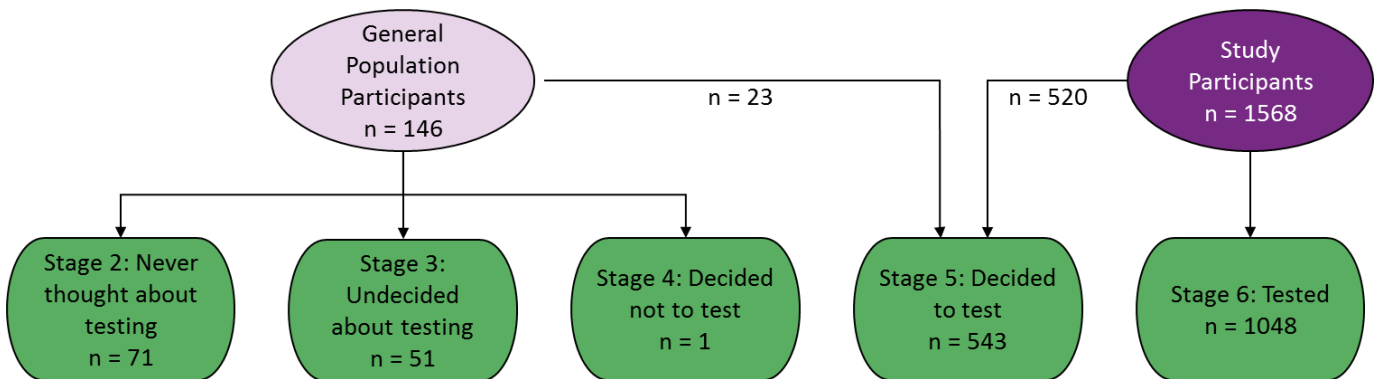 General
Population
Participants
n = 146
n = 23
n = 520
Study
Participants
n = 1568
Stage 2: Never
thought about
testing
n = 71
Stage 3:
Undecided
about testing
n = 51
Stage 4: Decided
not to test
n = 1
Stage 5: Decided
to test
n = 543
Stage 6: Tested
n = 1048